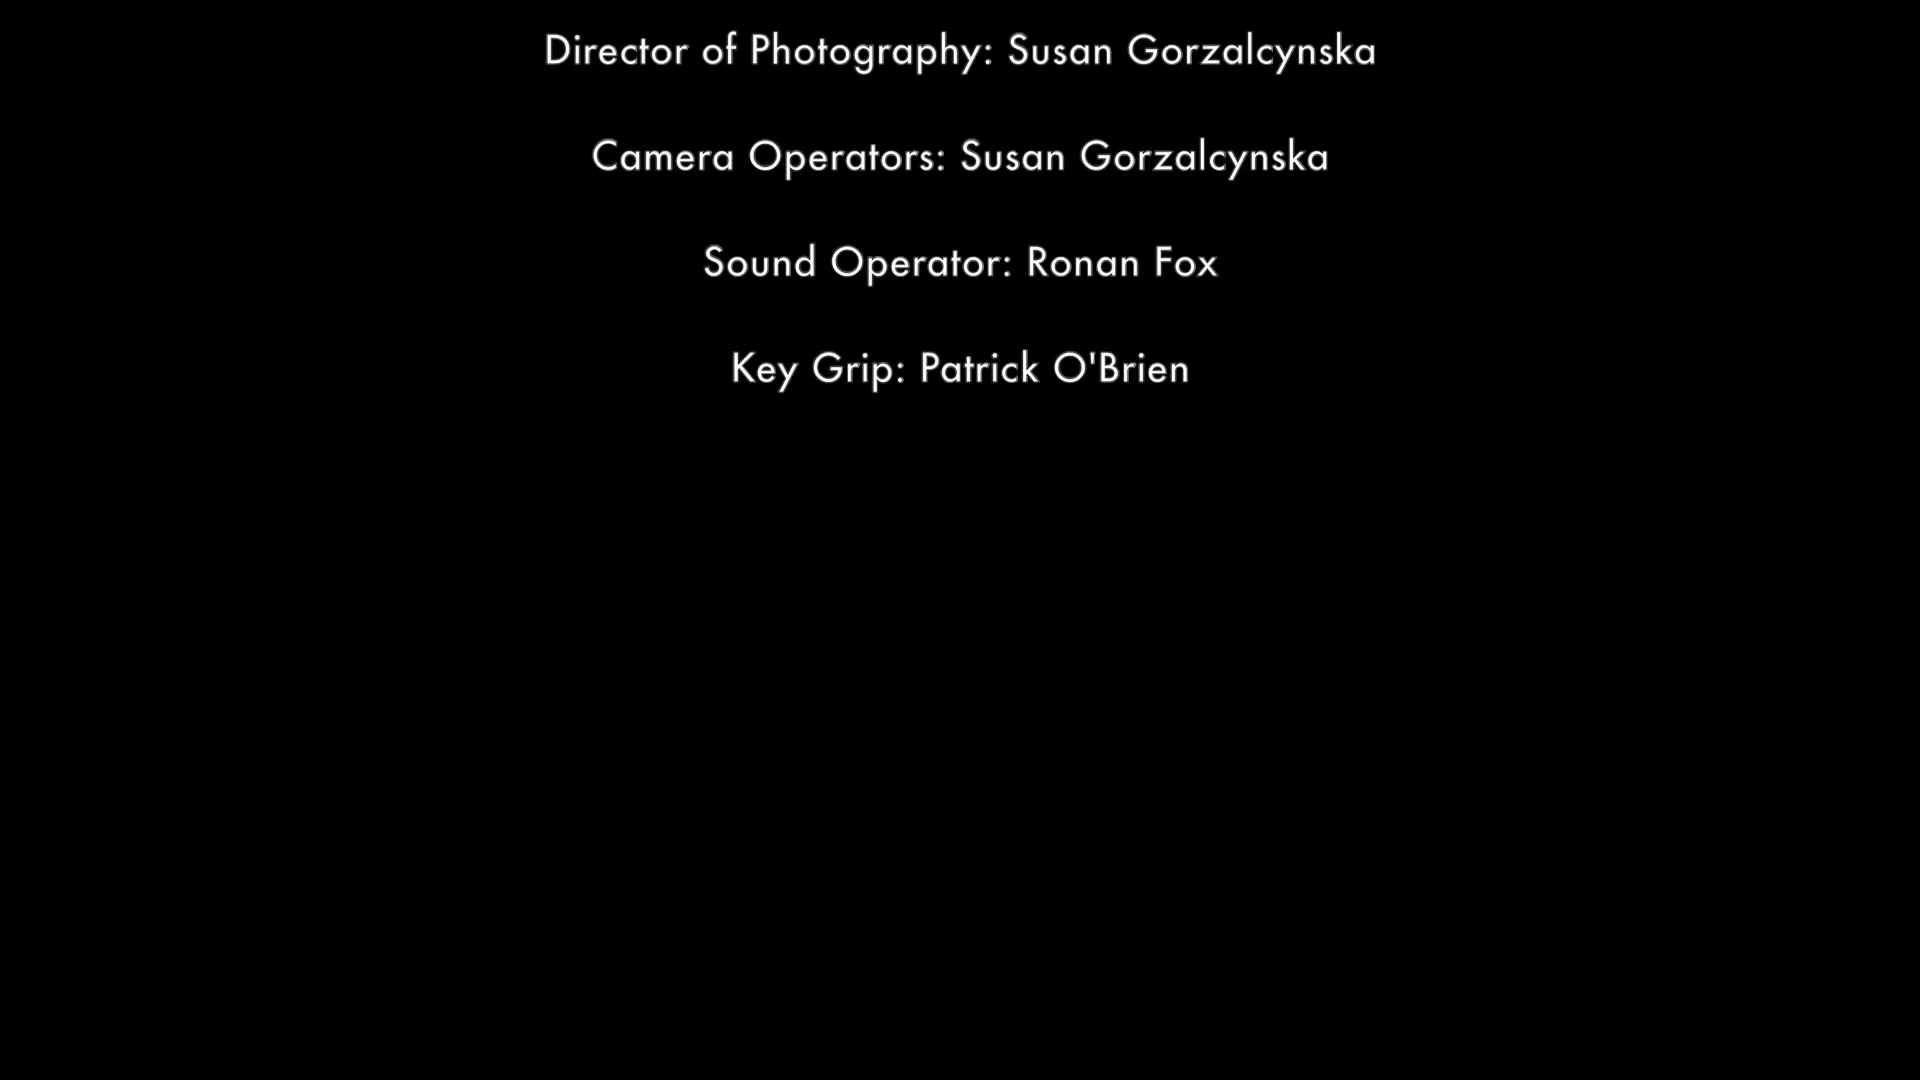 Director of Photography: Susan Gorzalcynska
Camera Operators: Susan Gorzalcynska
Sound Operator: Ronan Fox
Key Grip: Patrick O'Brien